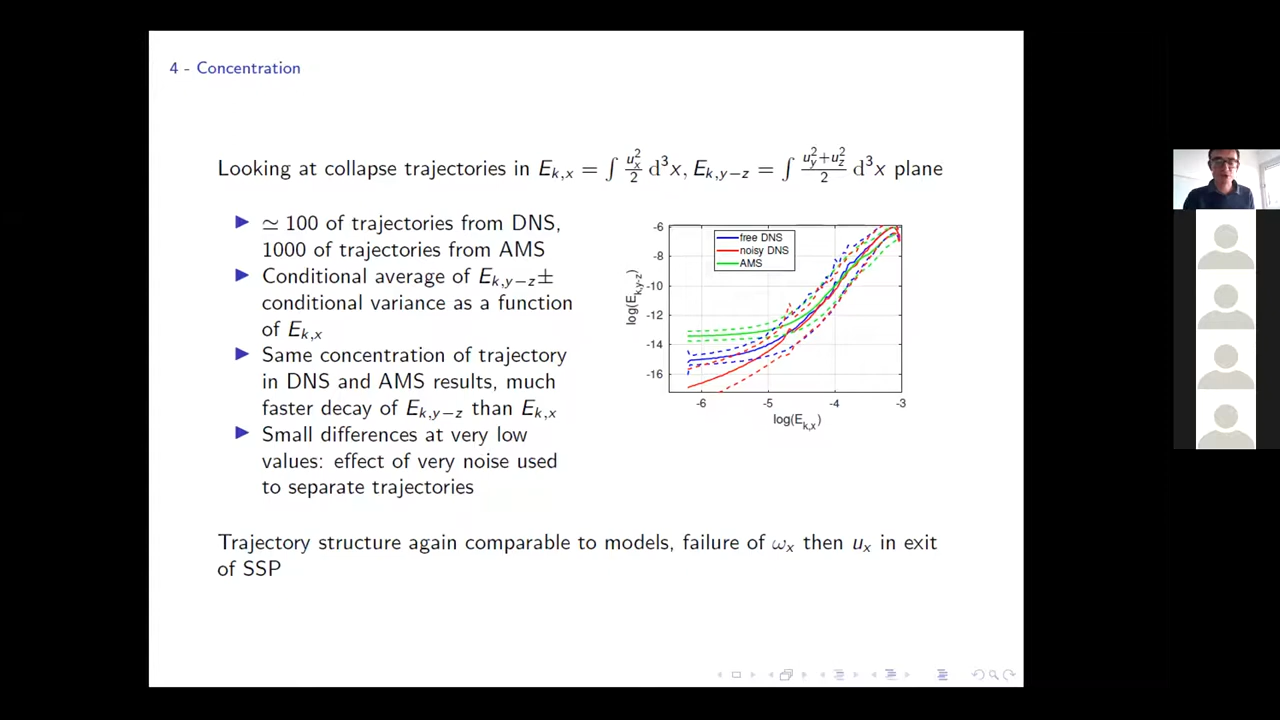 4 - Concentration
Looking at collapse trajectories in E_{k,x} = ∫ u_x^2/2 d^3x, E_{k,y−z} = ∫ (u_y^2+u_z^2)/2 d^3x plane
≃ 100 of trajectories from DNS,
1000 of trajectories from AMS
Conditional average of E_{k,y−z}±
conditional variance as a function
of E_{k,x}
Same concentration of trajectory
in DNS and AMS results, much
faster decay of E_{k,y−z} than E_{k,x}
Small differences at very low
values: effect of very noise used
to separate trajectories
free DNS
noisy DNS
AMS
log(E_{k,y-z})
-6
-8
-10
-12
-14
-16
-6 -5 -4 -3
log(E_{k,x})
Trajectory structure again comparable to models, failure of ω_x then u_x in exit
of SSP